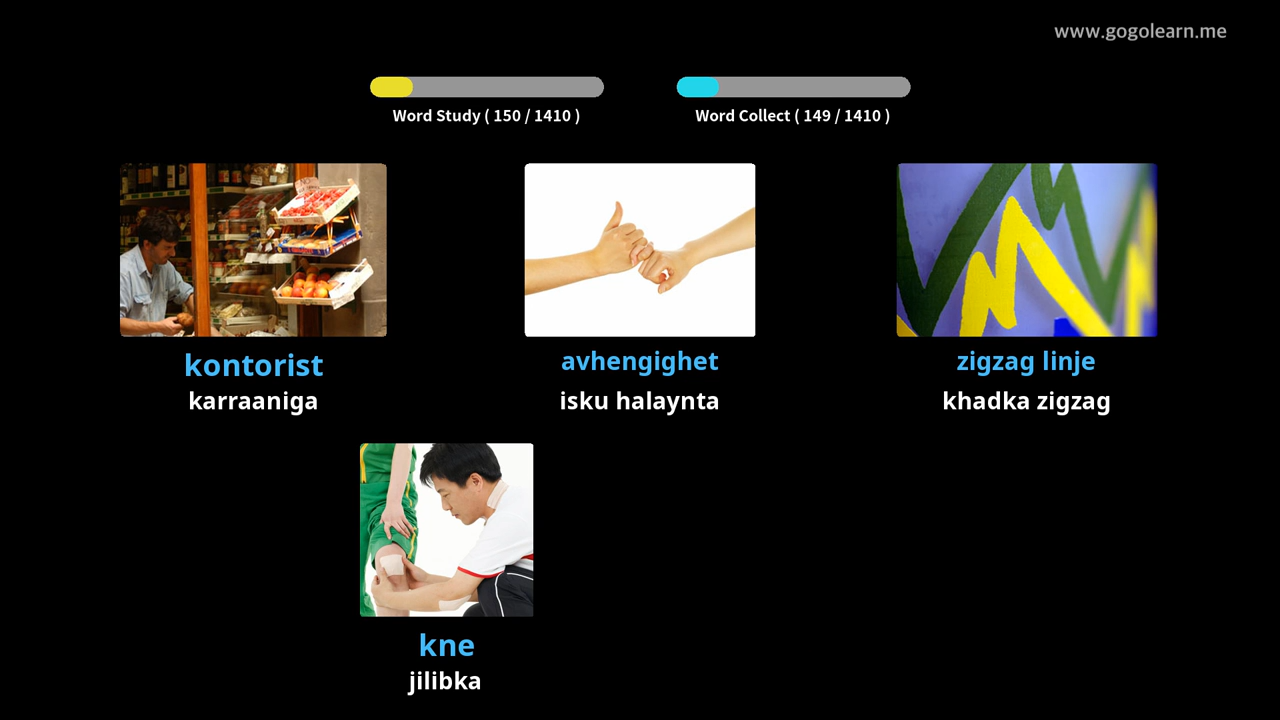 www.gogolearn.me
Word Study ( 150 / 1410 )
Word Collect ( 149 / 1410 )
kontorist
karraaniga
avhengighet
isku halaynta
zigzag linje
khadka zigzag
kne
jilibka